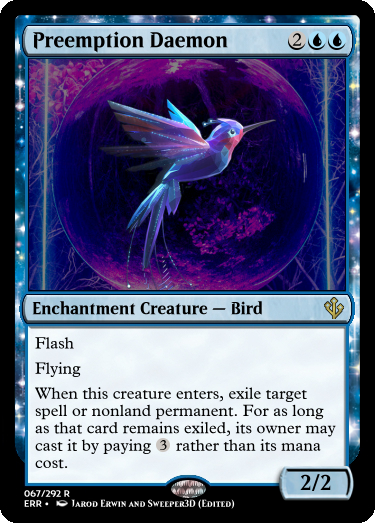 Preemption Daemon 2
Enchantment Creature — Bird
Flash
Flying
When this creature enters, exile target
spell or nonland permanent. For as long
as that card remains exiled, its owner may
cast it by paying 3 rather than its mana
cost.
2/2
067/292 R
ERR • Jarod Erwin and Sweeper3D (Edited)